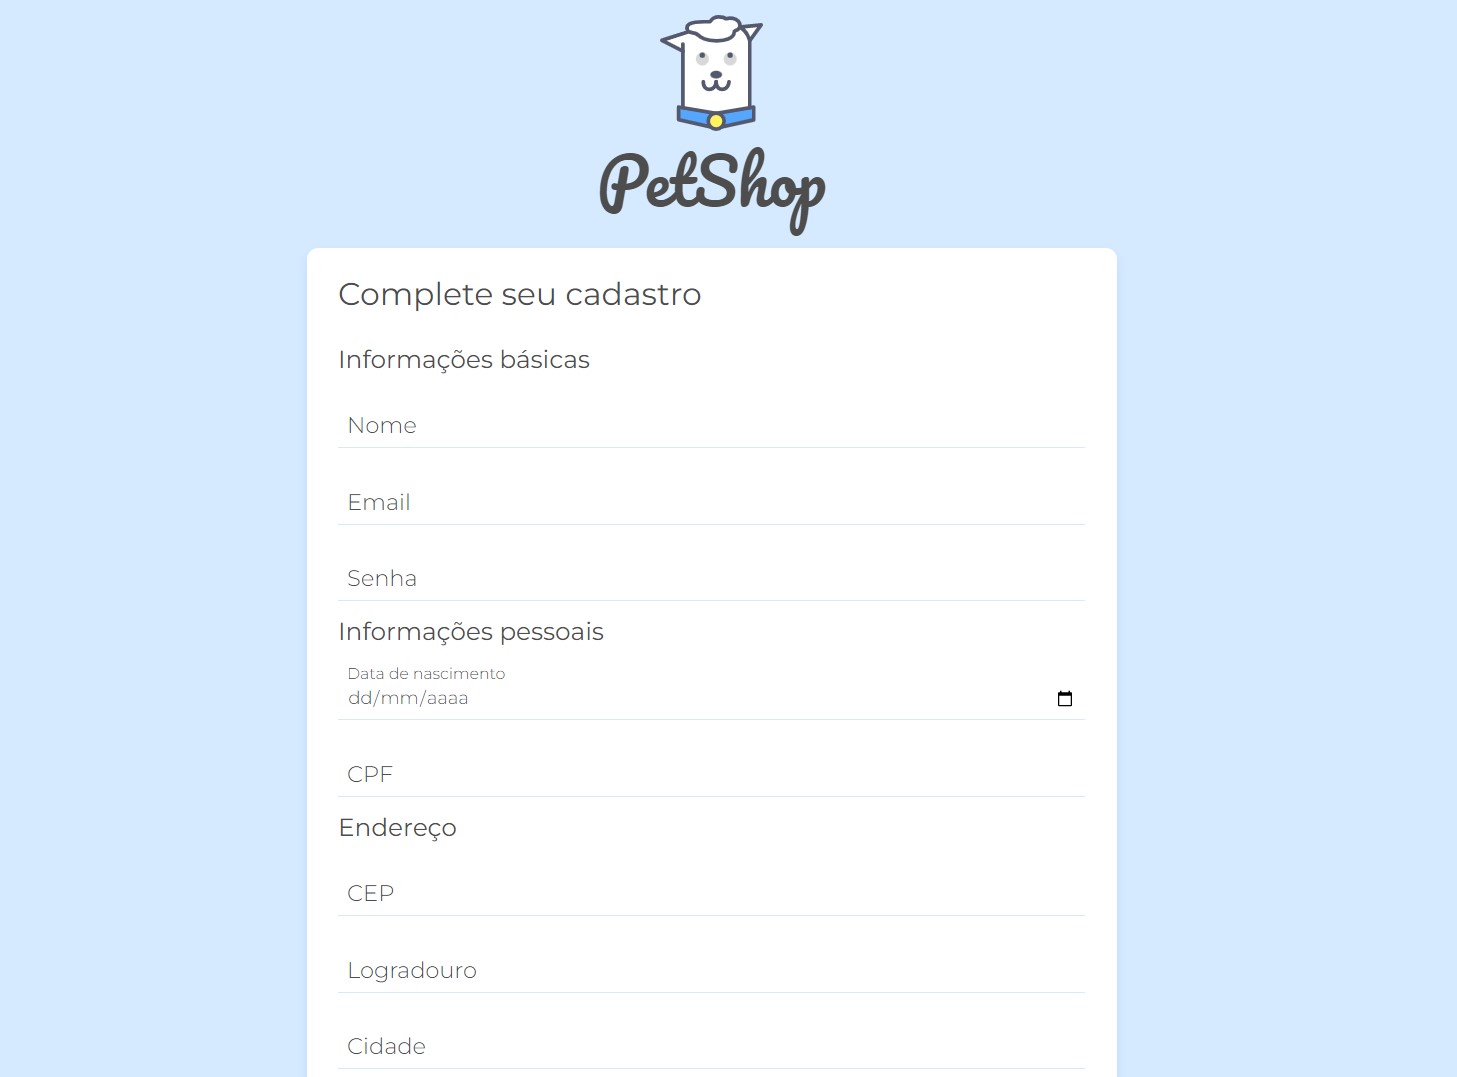 PetShop
Complete seu cadastro
Informações básicas
Nome
Email
Senha
Informações pessoais
Data de nascimento
dd/mm/aaaa
CPF
Endereço
CEP
Logradouro
Cidade